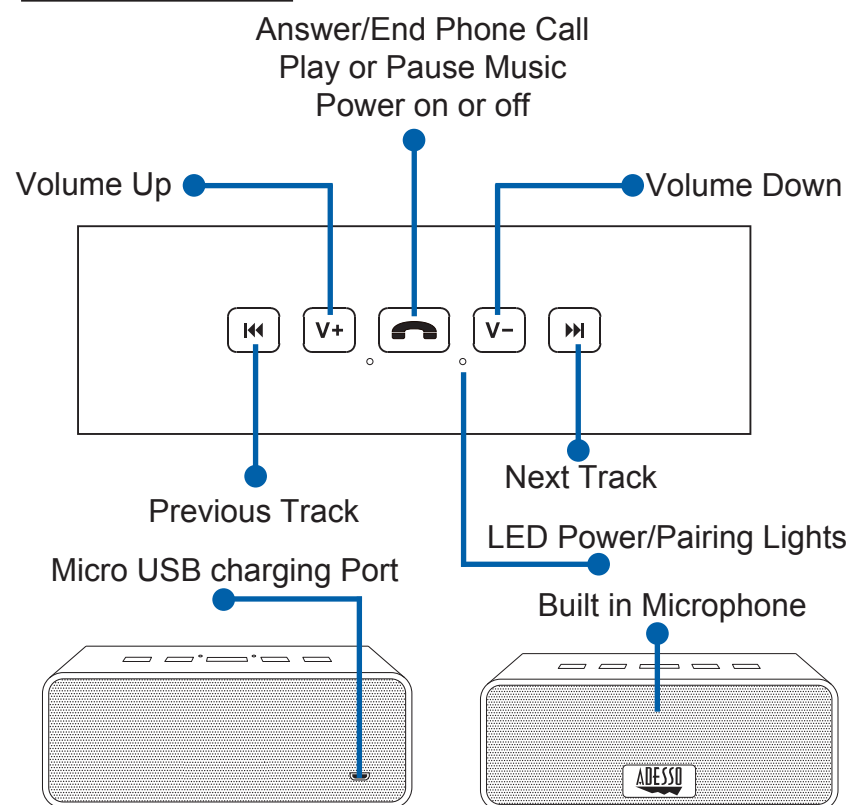 Answer/End Phone Call
Play or Pause Music
Power on or off
Volume Up
Volume Down
V+
V−
Next Track
Previous Track
LED Power/Pairing Lights
Micro USB charging Port
Built in Microphone
ADESSO